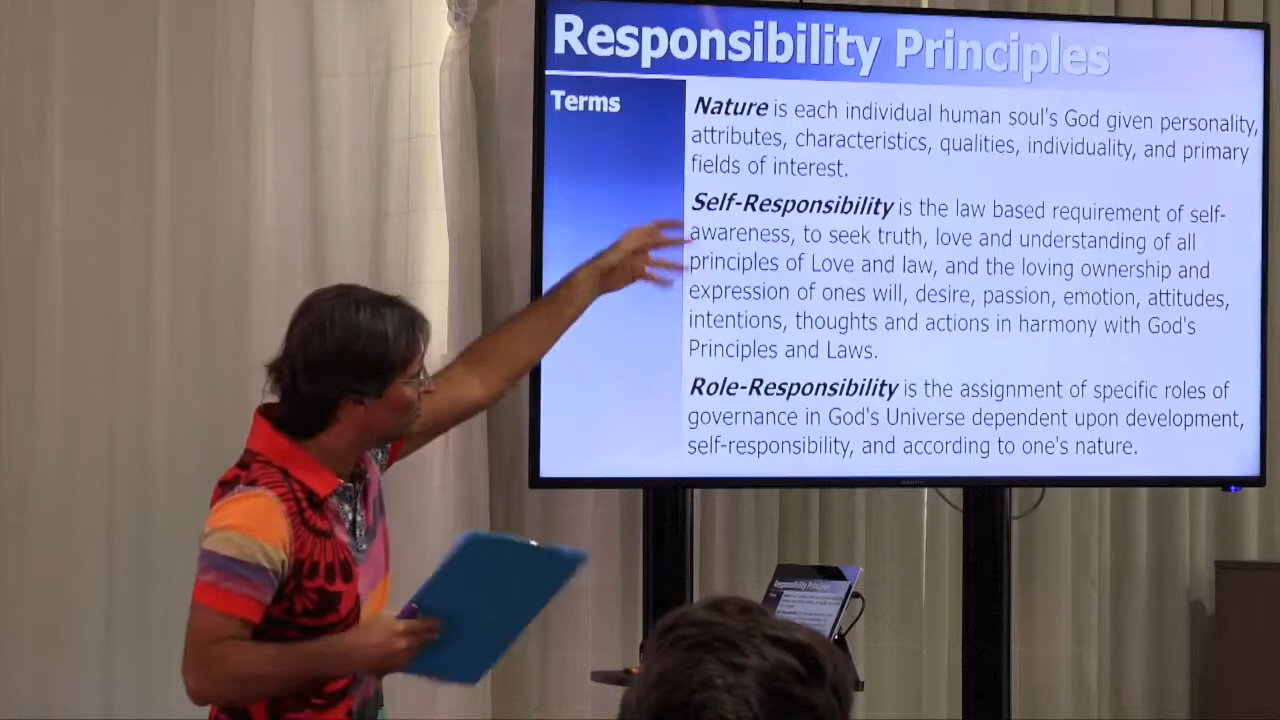 Responsibility Principles
Terms
Nature is each individual human soul's God given personality,
attributes, characteristics, qualities, individuality, and primary
fields of interest.
Self-Responsibility is the law based requirement of self-
awareness, to seek truth, love and understanding of all
principles of Love and law, and the loving ownership and
expression of ones will, desire, passion, emotion, attitudes,
intentions, thoughts and actions in harmony with God's
Principles and Laws.
Role-Responsibility is the assignment of specific roles of
governance in God's Universe dependent upon development,
self-responsibility, and according to one's nature.
Responsibility Principles